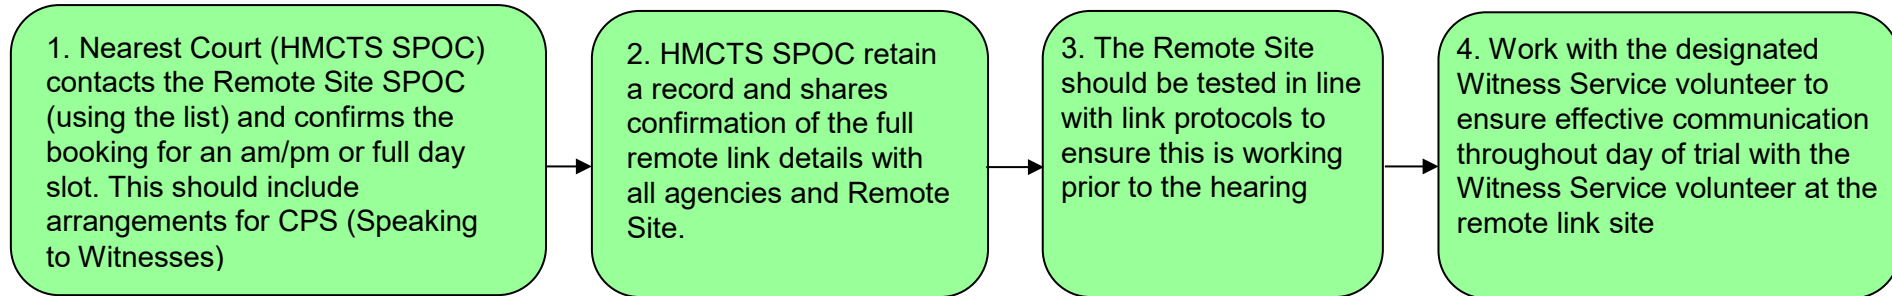 1. Nearest Court (HMCTS SPOC)
contacts the Remote Site SPOC
(using the list) and confirms the
booking for an am/pm or full day
slot. This should include
arrangements for CPS (Speaking
to Witnesses)
2. HMCTS SPOC retain
a record and shares
confirmation of the full
remote link details with
all agencies and Remote
Site.
3. The Remote Site
should be tested in line
with link protocols to
ensure this is working
prior to the hearing
4. Work with the designated
Witness Service volunteer to
ensure effective communication
throughout day of trial with the
Witness Service volunteer at the
remote link site